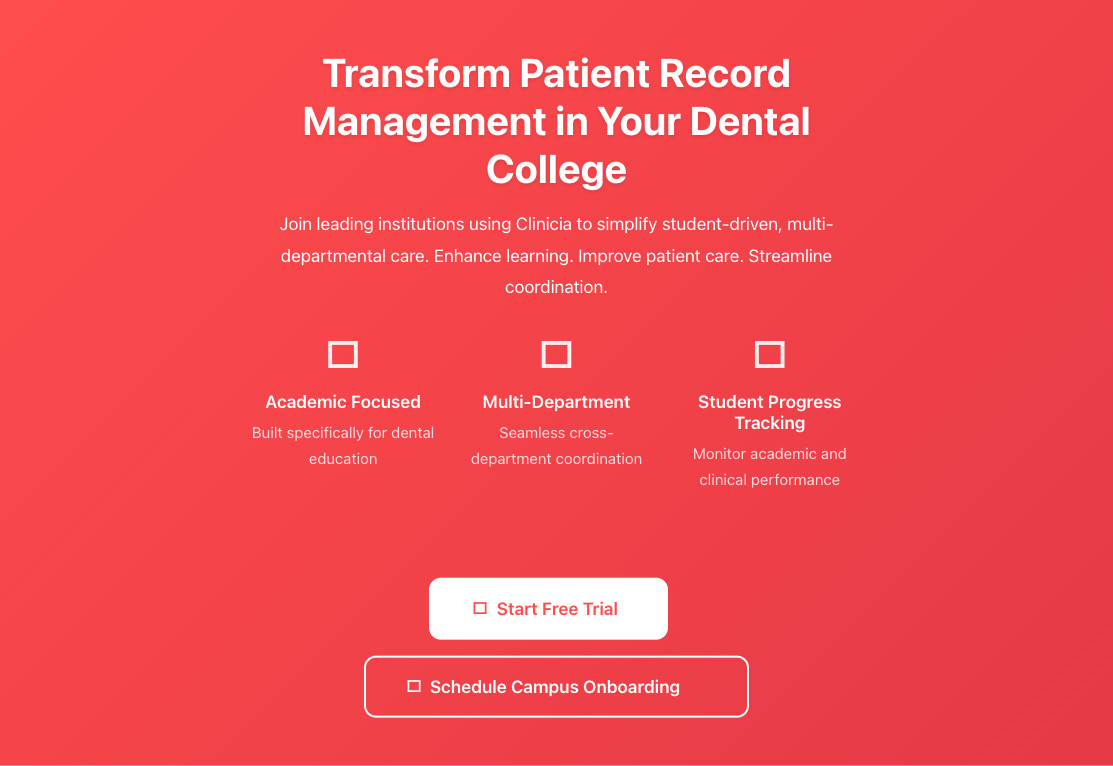 Transform Patient Record
Management in Your Dental
College
Join leading institutions using Clinicia to simplify student-driven, multi-
departmental care. Enhance learning. Improve patient care. Streamline
coordination.
Academic Focused
Built specifically for dental
education
Multi-Department
Seamless cross-
department coordination
Student Progress
Tracking
Monitor academic and
clinical performance
Start Free Trial
Schedule Campus Onboarding